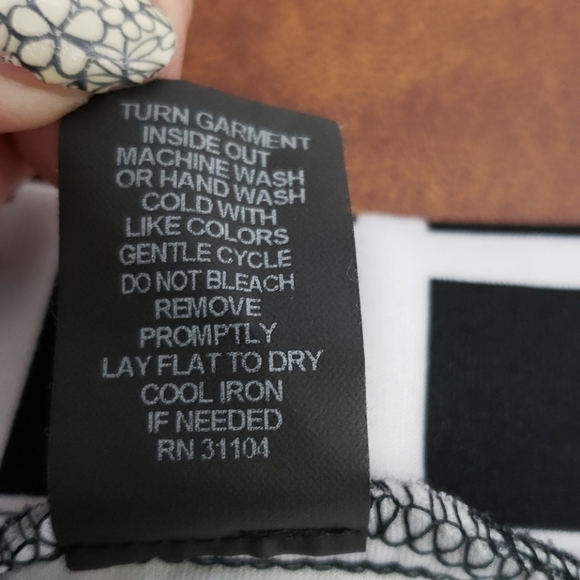 TURN GARMENT
INSIDE OUT
MACHINE WASH
OR HAND WASH
COLD WITH
LIKE COLORS
GENTLE CYCLE
DO NOT BLEACH
REMOVE
PROMPTLY
LAY FLAT TO DRY
COOL IRON
IF NEEDED
RN 31104